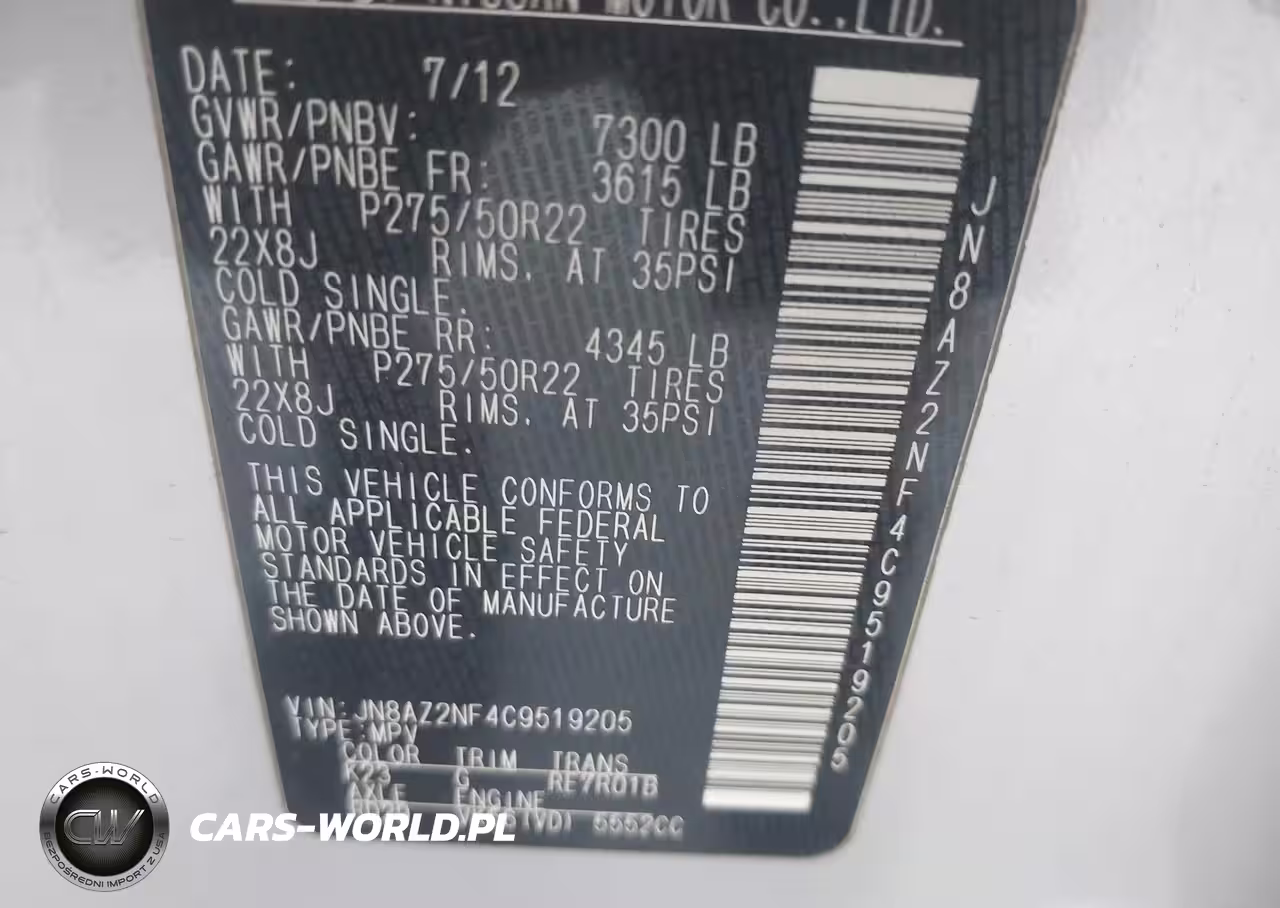 NISSAN MOTOR CO.,LTD.
DATE: 7/12
GVWR/PNBV: 7300 LB
GAWR/PNBE FR: 3615 LB
WITH P275/50R22 TIRES
22X8J RIMS. AT 35PSI
COLD SINGLE.
GAWR/PNBE RR: 4345 LB
WITH P275/50R22 TIRES
22X8J RIMS. AT 35PSI
COLD SINGLE.
THIS VEHICLE CONFORMS TO
ALL APPLICABLE FEDERAL
MOTOR VEHICLE SAFETY
STANDARDS IN EFFECT ON
THE DATE OF MANUFACTURE
SHOWN ABOVE.
VIN:JN8AZ2NF4C9519205
TYPE:MPV
COLOR TRIM TRANS
K23 G RE7R01B
AXLE ENGINE
5552CC
JN8AZ2NF4C9519205
CARS-WORLD
CW
BEZPOŚREDNI IMPORT Z USA
CARS-WORLD.PL